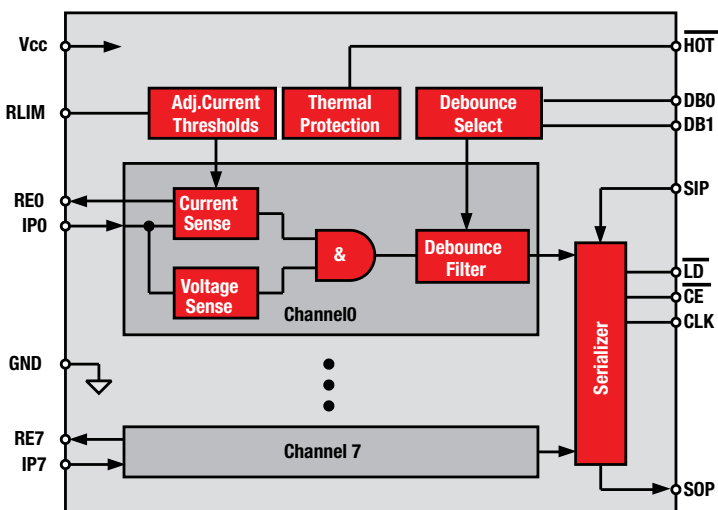 Vcc
HOT
RLIM
Adj.Current
Thresholds
Thermal
Protection
Debounce
Select
DB0
DB1
RE0
IP0
Current
Sense
Voltage
Sense
&
Debounce
Filter
Channel0
SIP
LD
CE
CLK
Serializer
GND
RE7
IP7
Channel 7
SOP